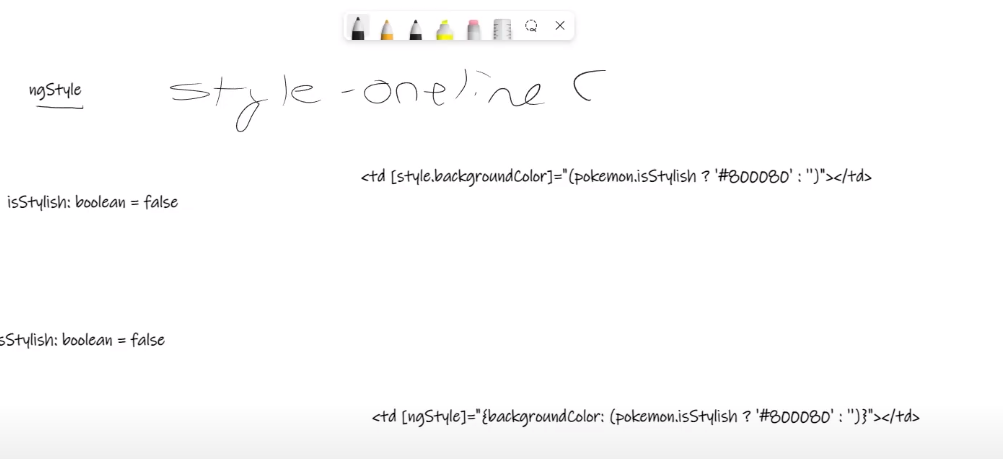 ngStyle
style-oneline (
<td [style.backgroundColor]="(pokemon.isStylish ? '#800080' : '')"></td>
isStylish: boolean = false
sStylish: boolean = false
<td [ngStyle]="{backgroundColor: (pokemon.isStylish ? '#800080' : '')}"></td>